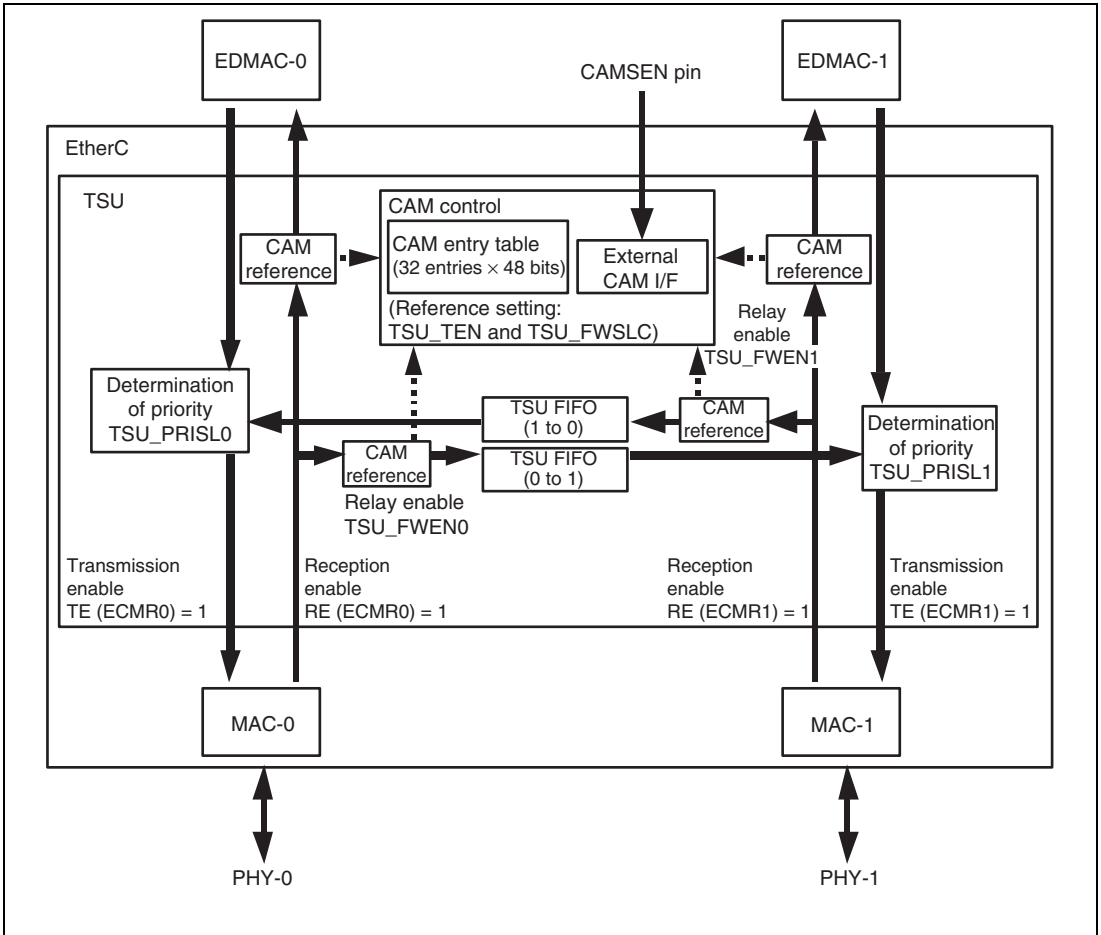 EDMAC-0
EDMAC-1
CAMSEN pin
EtherC
TSU
CAM control
CAM entry table
(32 entries × 48 bits)
External
CAM I/F
(Reference setting:
TSU_TEN and TSU_FWSLC)
CAM
reference
CAM
reference
Relay
enable
TSU_FWEN1
Determination
of priority
TSU_PRISL0
TSU FIFO
(1 to 0)
CAM
reference
Determination
of priority
TSU_PRISL1
CAM
reference
TSU FIFO
(0 to 1)
Relay enable
TSU_FWEN0
Transmission
enable
TE (ECMR0) = 1
Reception
enable
RE (ECMR0) = 1
Reception
enable
RE (ECMR1) = 1
Transmission
enable
TE (ECMR1) = 1
MAC-0
MAC-1
PHY-0
PHY-1